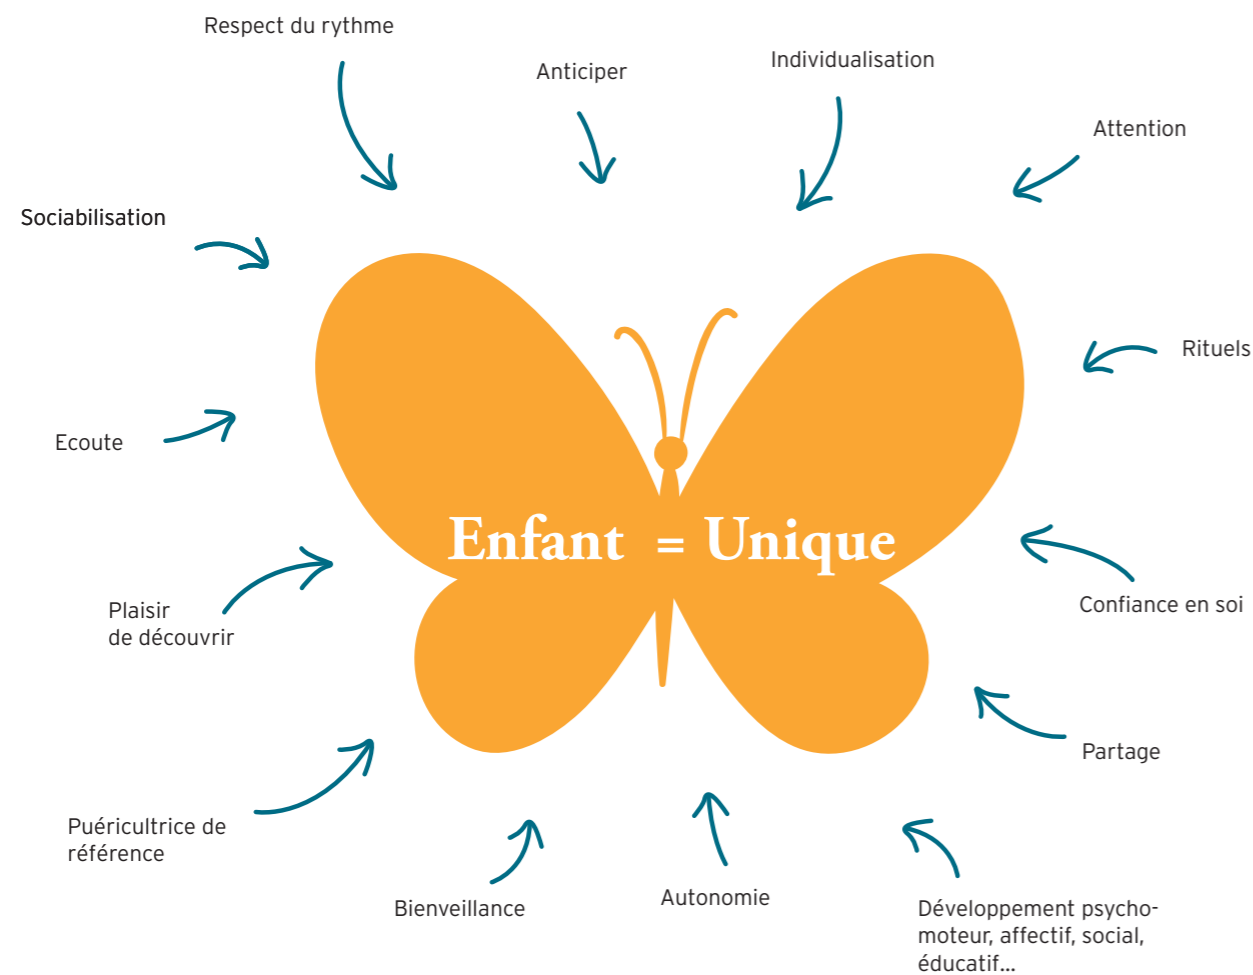 Respect du rythme
Anticiper
Individualisation
Attention
Sociabilisation
Rituels
Ecoute
Enfant = Unique
Plaisir
de découvrir
Confiance en soi
Partage
Puéricultrice de
référence
Bienveillance
Autonomie
Développement psycho-
moteur, affectif, social,
éducatif...